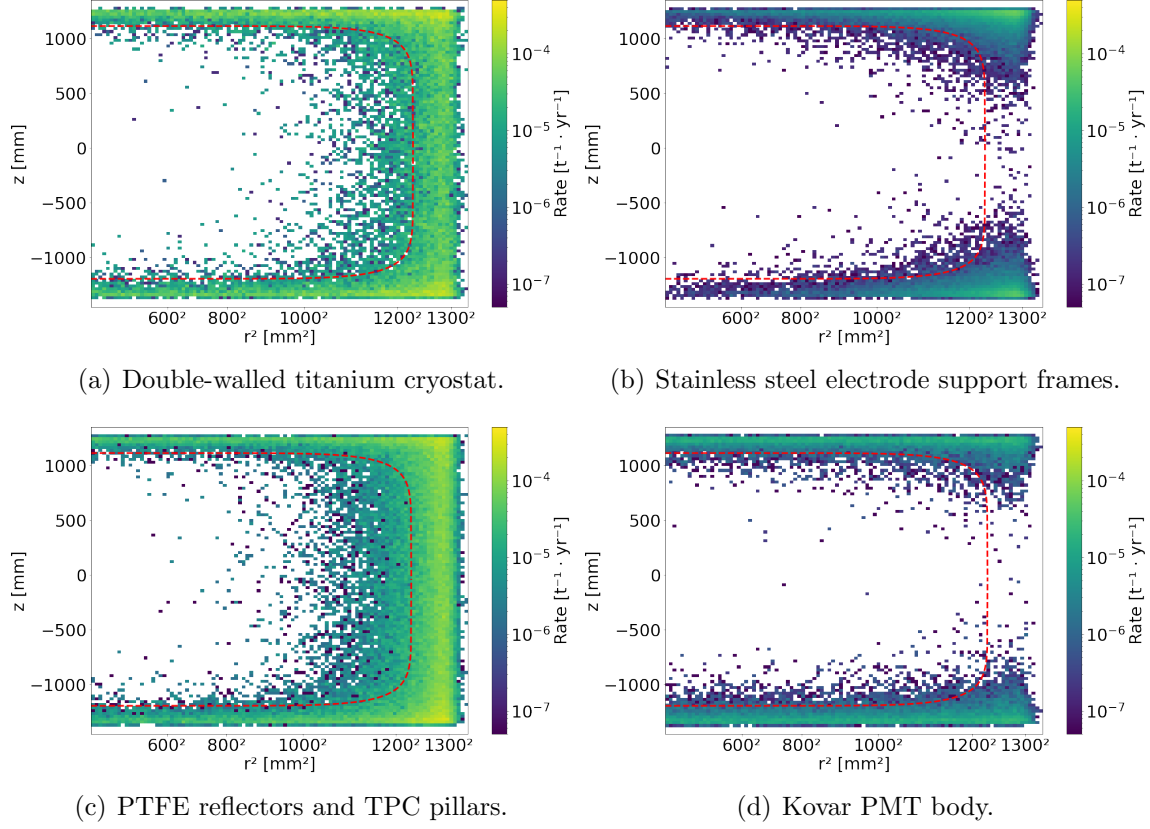 1000
500
0
−500
−1000
z [mm]
600² 800² 1000² 1200² 1300²
r² [mm²]
10⁻⁴
10⁻⁵
10⁻⁶
10⁻⁷
Rate [t⁻¹ · yr⁻¹]
(a) Double-walled titanium cryostat.
1000
500
0
−500
−1000
z [mm]
600² 800² 1000² 1200² 1300²
r² [mm²]
10⁻⁴
10⁻⁵
10⁻⁶
10⁻⁷
Rate [t⁻¹ · yr⁻¹]
(b) Stainless steel electrode support frames.
1000
500
0
−500
−1000
z [mm]
600² 800² 1000² 1200² 1300²
r² [mm²]
10⁻⁴
10⁻⁵
10⁻⁶
10⁻⁷
Rate [t⁻¹ · yr⁻¹]
(c) PTFE reflectors and TPC pillars.
1000
500
0
−500
−1000
z [mm]
600² 800² 1000² 1200² 1300²
r² [mm²]
10⁻⁴
10⁻⁵
10⁻⁶
10⁻⁷
Rate [t⁻¹ · yr⁻¹]
(d) Kovar PMT body.